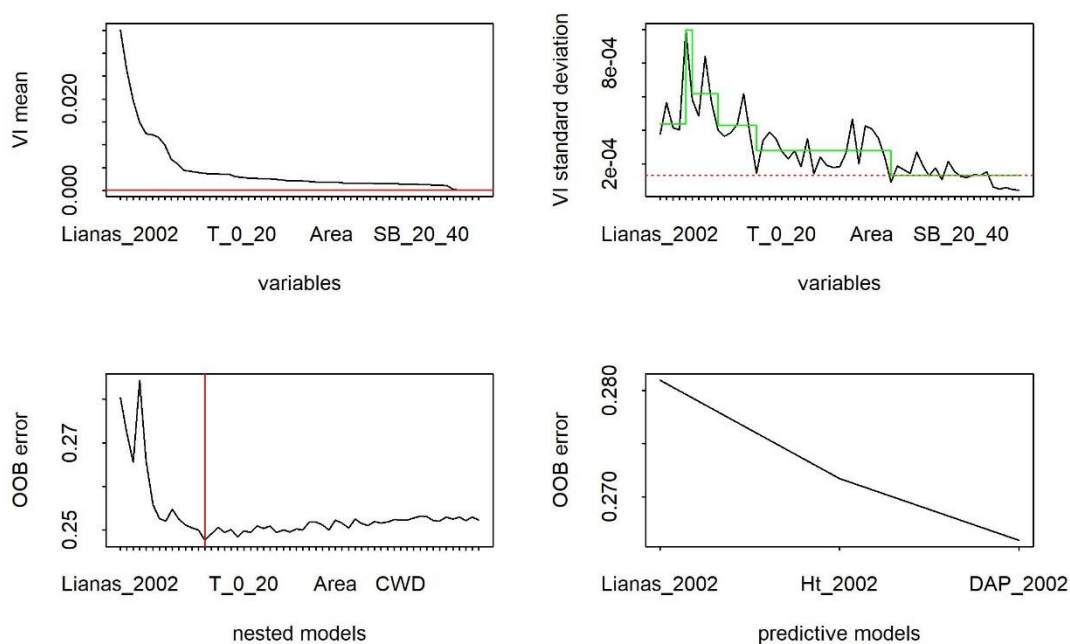 VI mean
0.020
0.000
Lianas_2002 T_0_20 Area SB_20_40
variables
VI standard deviation
8e-04
2e-04
Lianas_2002 T_0_20 Area SB_20_40
variables
OOB error
0.27
0.25
Lianas_2002 T_0_20 Area CWD
nested models
OOB error
0.280
0.270
Lianas_2002 Ht_2002 DAP_2002
predictive models